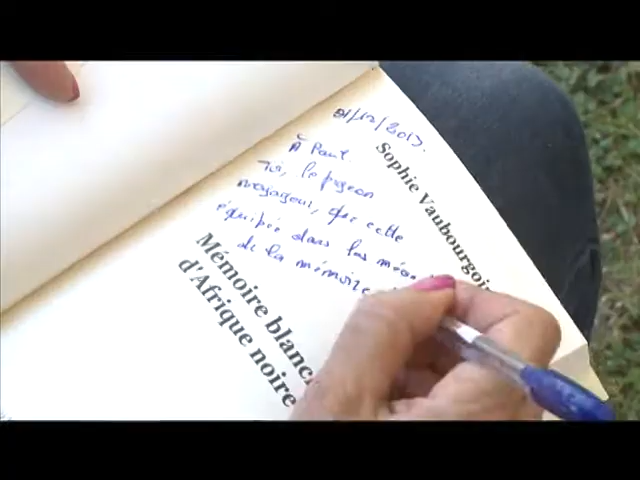 01/12/2017.
Sophie Vaubourgoi
À Paul.
Toi, le pigeon
voyageur, que cette
équipée dans les
de la mémoire
Mémoire blanc
d'Afrique noire